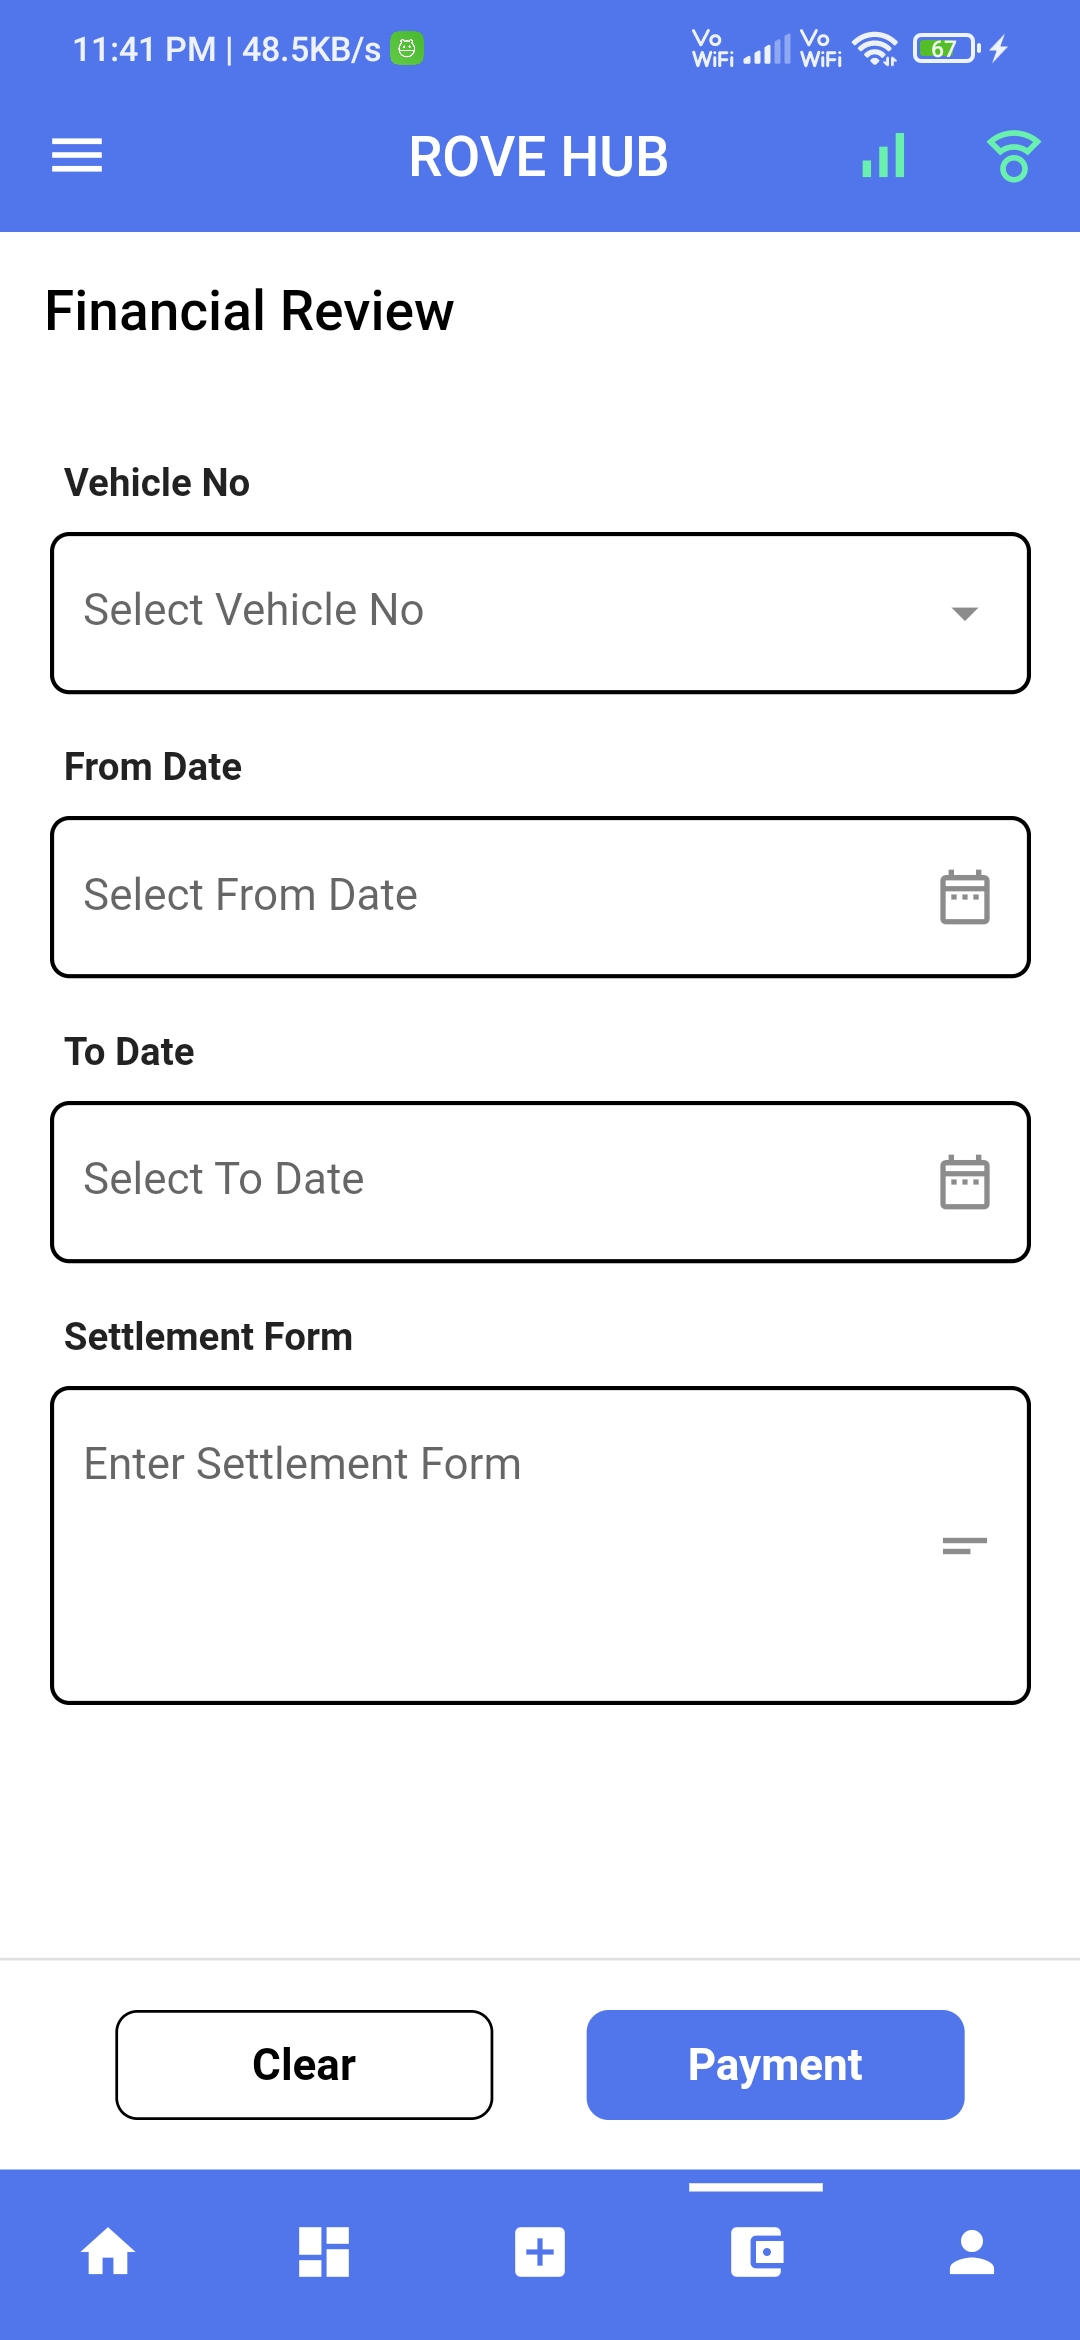 11:41 PM | 48.5KB/s
Vo WiFi Vo WiFi 67
ROVE HUB
Financial Review
Vehicle No
Select Vehicle No
From Date
Select From Date
To Date
Select To Date
Settlement Form
Enter Settlement Form
Clear Payment